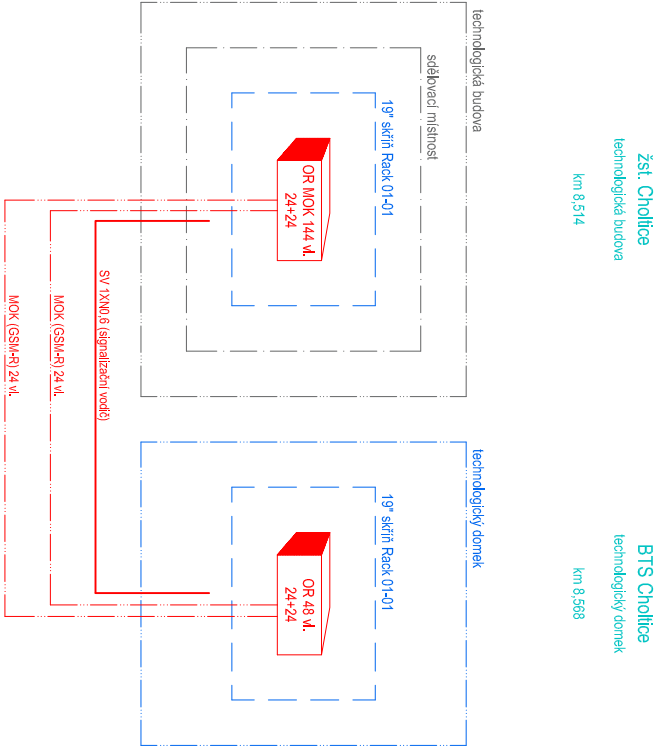 žst. Choltice
technologická budova
km 8,514
technologická budova
sdělovací místnost
19" skříň Rack 01-01
OR MOK 144 vl.
24+24
SV 1XN0,6 (signalizační vodič)
MOK (GSM-R) 24 vl.
MOK (GSM-R) 24 vl.
BTS Choltice
technologický domek
km 8,568
technologický domek
19" skříň Rack 01-01
OR 48 vl.
24+24